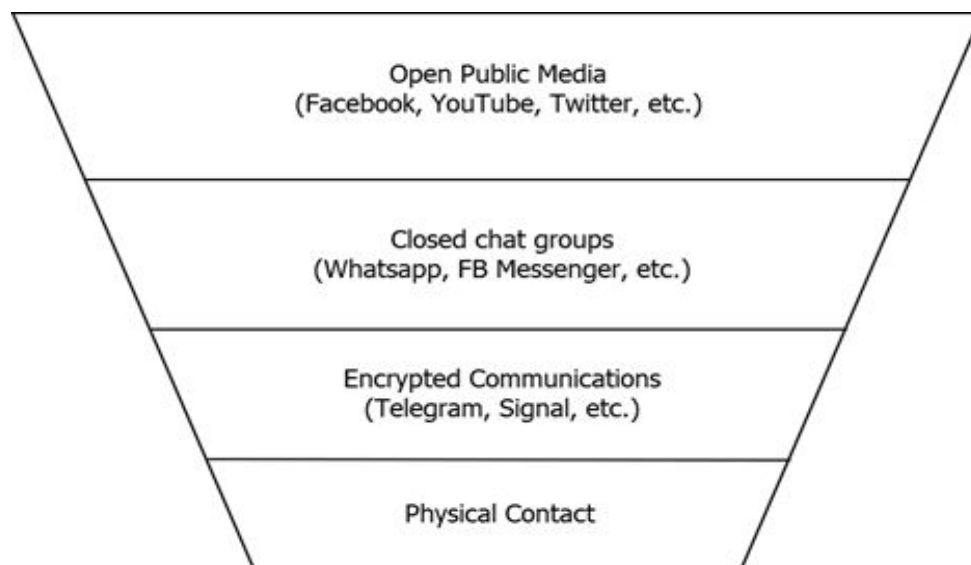 Open Public Media
(Facebook, YouTube, Twitter, etc.)
Closed chat groups
(Whatsapp, FB Messenger, etc.)
Encrypted Communications
(Telegram, Signal, etc.)
Physical Contact